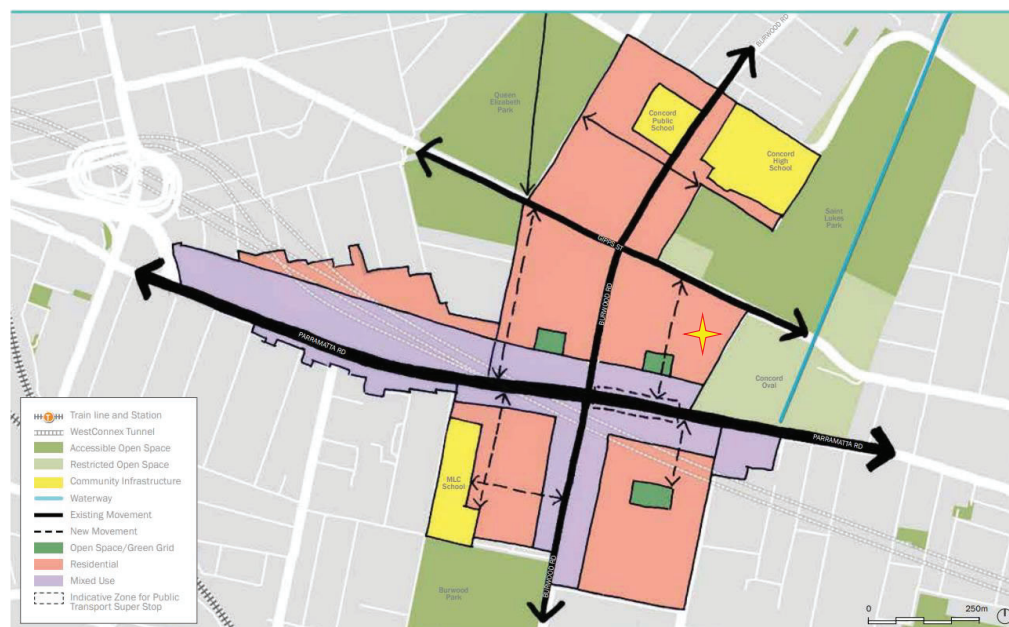 BURWOOD RD
Queen
Elizabeth
Park
Concord
Public
School
Concord
High
School
Saint
Lukes
Park
GIPPS ST
BURWOOD RD
PARRAMATTA RD
Concord
Oval
PARRAMATTA RD
MLC
School
Burwood
Park
BURWOOD RD
T
Train line and Station
WestConnex Tunnel
Accessible Open Space
Restricted Open Space
Community Infrastructure
Waterway
Existing Movement
New Movement
Open Space/Green Grid
Residential
Mixed Use
Indicative Zone for Public
Transport Super Stop
0 250m